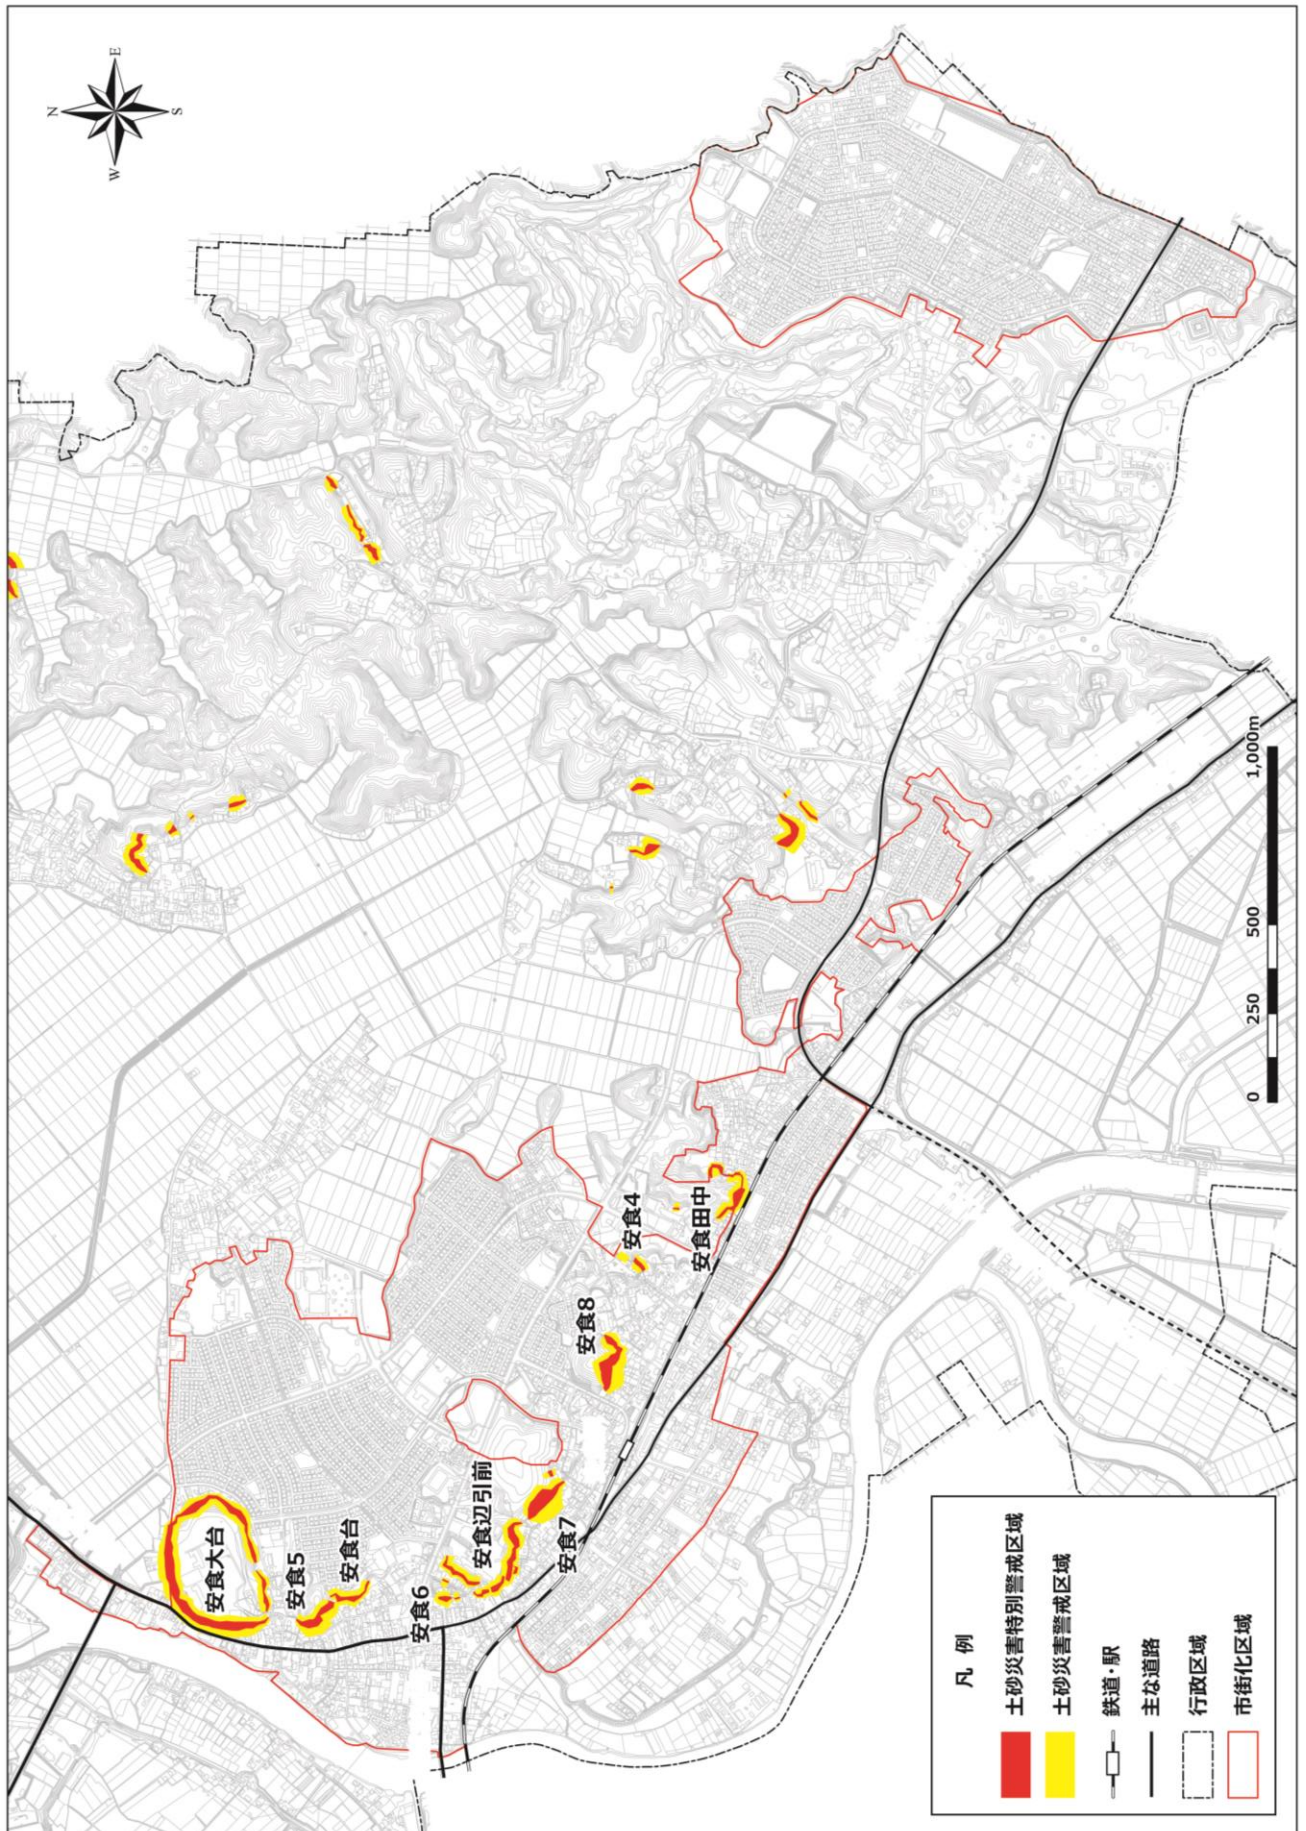 N
E
S
W
安食大台
安食5
安食台
安食6
安食辺引前
安食7
安食8
安食4
安食田中
凡 例
土砂災害特別警戒区域
土砂災害警戒区域
鉄道・駅
主な道路
行政区域
市街化区域
0 250 500 1,000m